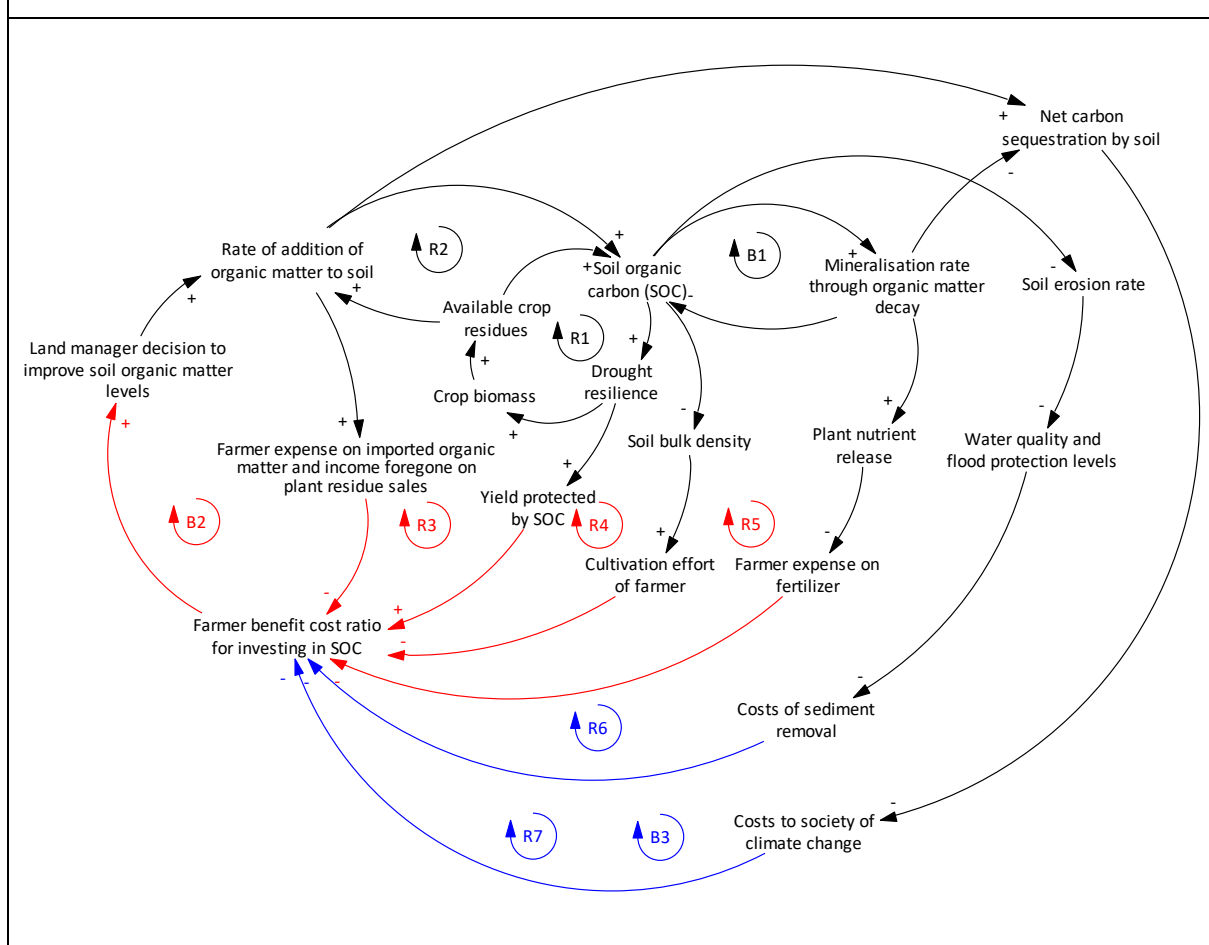 Net carbon
sequestration by soil
+
-
Rate of addition of
organic matter to soil
+
+
R2
+
+
Soil organic
carbon (SOC)
-
B1
+
Mineralisation rate
through organic matter
decay
-
Soil erosion rate
Available crop
residues
R1
+
Land manager decision to
improve soil organic matter
levels
+
+
Drought
resilience
Crop biomass
+
-
Soil bulk density
+
Plant nutrient
release
-
Water quality and
flood protection levels
+
Farmer expense on imported organic
matter and income foregone on
plant residue sales
+
Yield protected
by SOC
B2
R3
R4
R5
+
Cultivation effort
of farmer
-
Farmer expense on
fertilizer
-
+
-
-
Farmer benefit cost ratio
for investing in SOC
-
-
-
Costs of sediment
removal
R6
-
Costs to society of
climate change
R7
B3